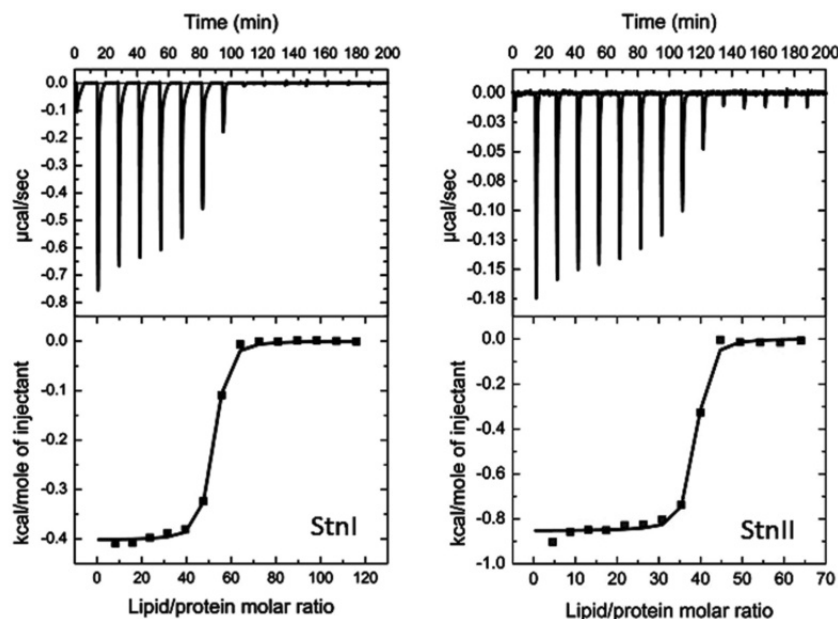 Time (min)
0 20 40 60 80 100 120 140 160 180 200
0.0
-0.1
-0.2
-0.3
-0.4
-0.5
-0.6
-0.7
-0.8
µcal/sec
0.0
-0.1
-0.2
-0.3
-0.4
kcal/mole of injectant
StnI
0 20 40 60 80 100 120
Lipid/protein molar ratio
Time (min)
0 20 40 60 80 100 120 140 160 180 200
0.00
-0.03
-0.05
-0.08
-0.10
-0.13
-0.15
-0.18
µcal/sec
0.0
-0.2
-0.4
-0.6
-0.8
-1.0
kcal/mole of injectant
StnII
0 10 20 30 40 50 60 70
Lipid/protein molar ratio